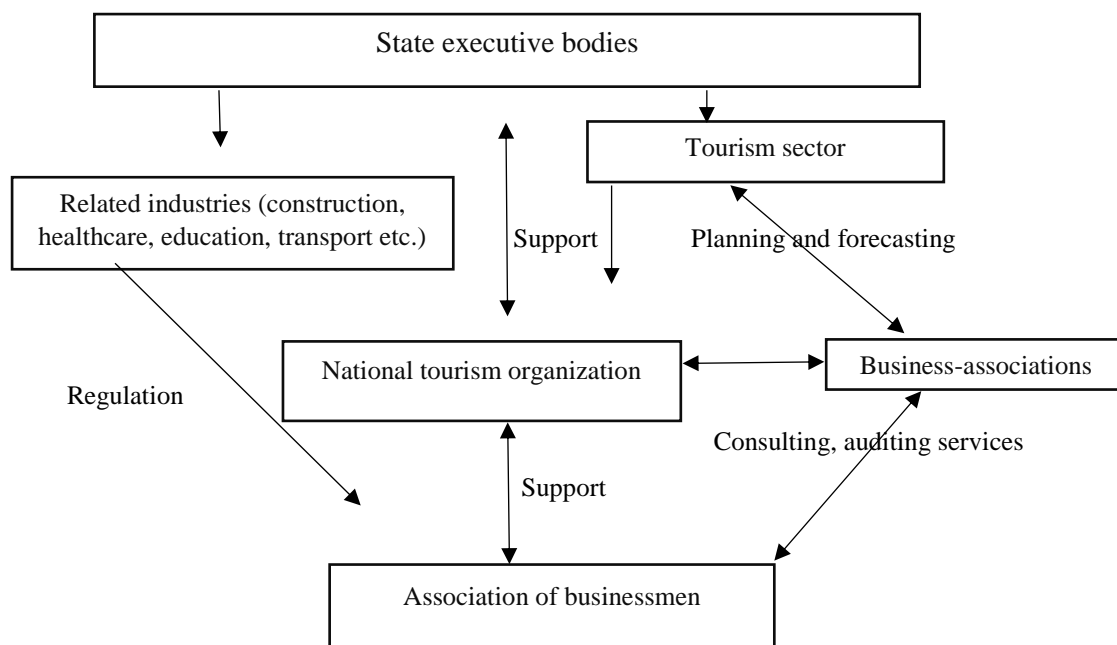 State executive bodies
Tourism sector
Related industries (construction,
healthcare, education, transport etc.)
Support
Planning and forecasting
National tourism organization
Business-associations
Regulation
Consulting, auditing services
Support
Association of businessmen